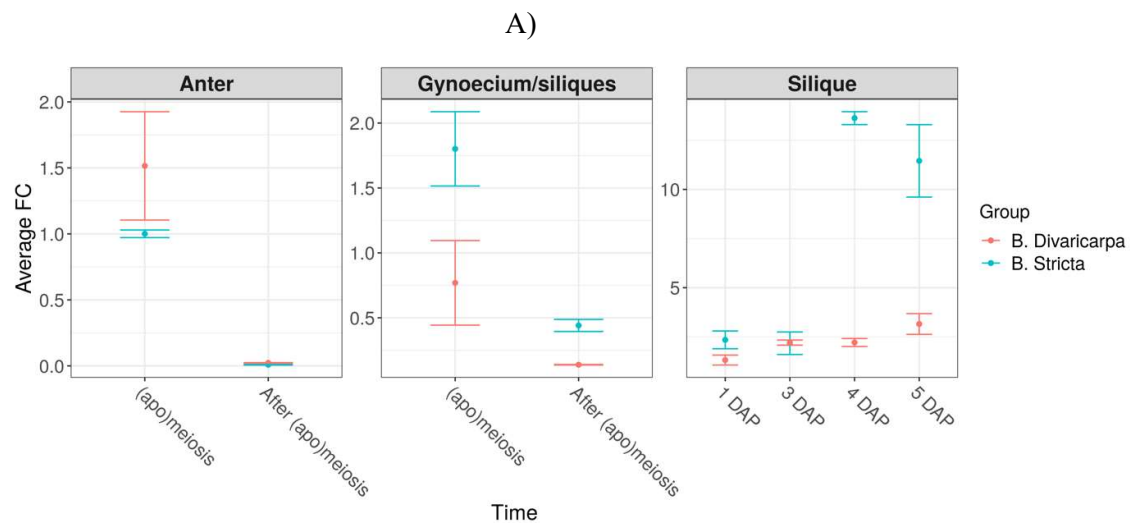 A)
Anter
Gynoecium/siliques
Silique
Average FC
2.0
1.5
1.0
0.5
0.0
2.0
1.5
1.0
0.5
10
5
(apo)meiosis
After (apo)meiosis
(apo)meiosis
After (apo)meiosis
1 DAP
3 DAP
4 DAP
5 DAP
Time
Group
B. Divaricarpa
B. Stricta